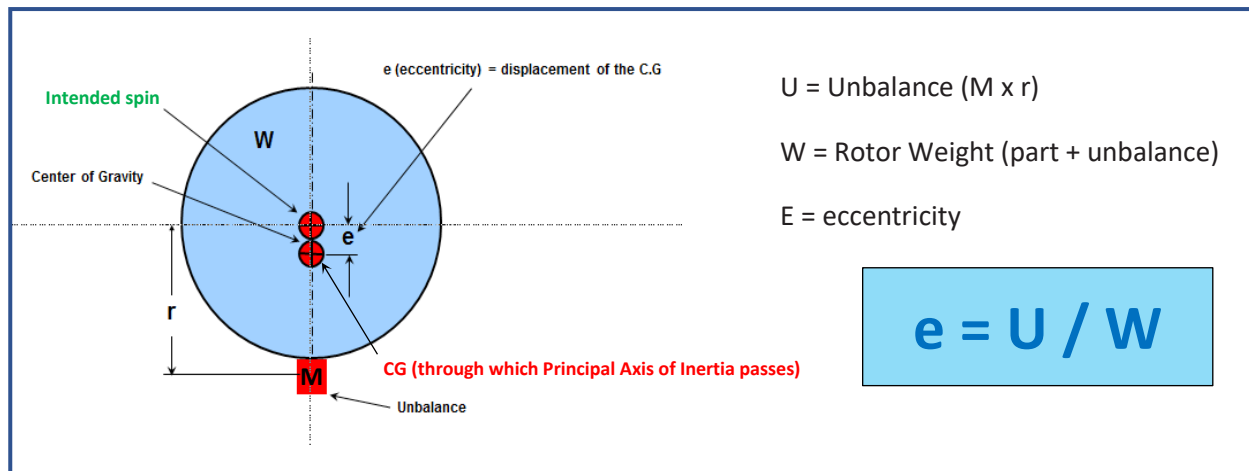 e (eccentricity) = displacement of the C.G
Intended spin
W
Center of Gravity
e
r
M
CG (through which Principal Axis of Inertia passes)
Unbalance
U = Unbalance (M x r)
W = Rotor Weight (part + unbalance)
E = eccentricity
e = U / W